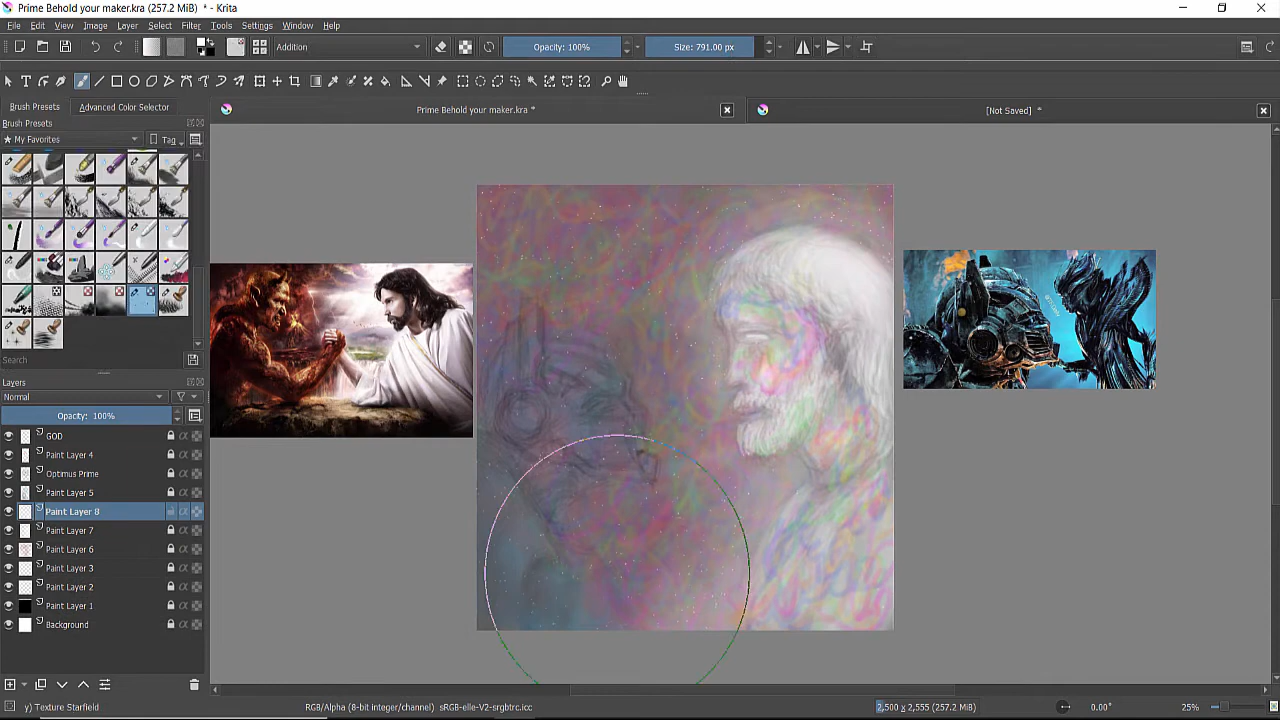 Prime Behold your maker.kra (257.2 MiB) * - Krita
File Edit View Image Layer Select Filter Tools Settings Window Help
Addition Opacity: 100% Size: 791.00 px
Brush Presets Advanced Color Selector Prime Behold your maker.kra * [Not Saved] *
Brush Presets
My Favorites Tag
Search
Layers
Normal
Opacity: 100%
GOD
Paint Layer 4
Optimus Prime
Paint Layer 5
Paint Layer 8
Paint Layer 7
Paint Layer 6
Paint Layer 3
Paint Layer 2
Paint Layer 1
Background
y) Texture Starfield RGB/Alpha (8-bit integer/channel) sRGB-elle-V2-srgbtrc.icc 2,500 x 2,555 (257.2 MiB) 0.00° 25%